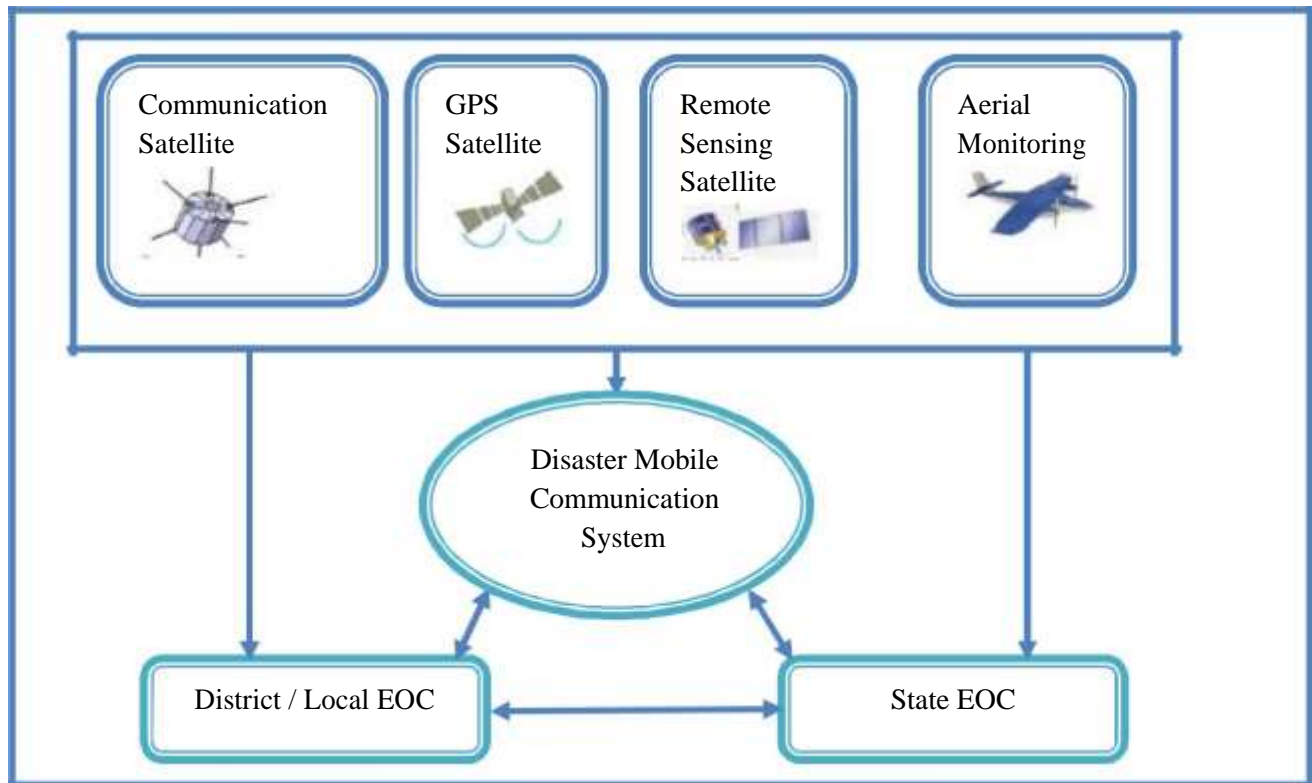 Communication
Satellite
GPS
Satellite
Remote
Sensing
Satellite
Aerial
Monitoring
Disaster Mobile
Communication
System
District / Local EOC
State EOC